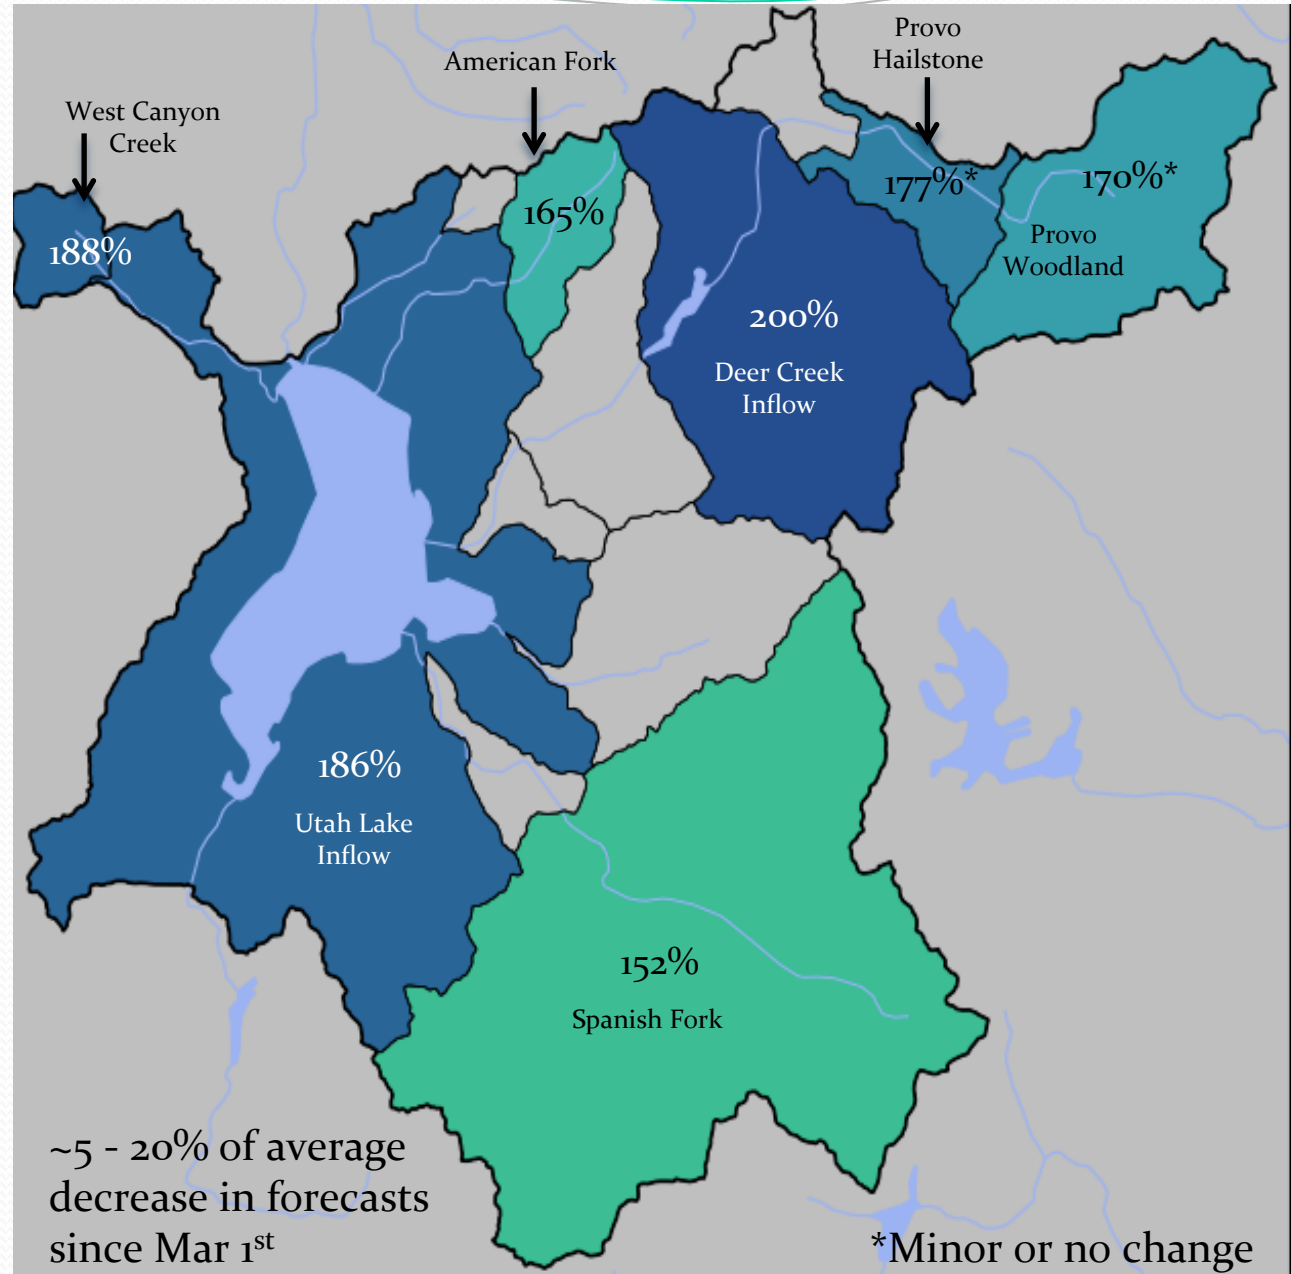 Provo
Hailstone
American Fork
West Canyon
Creek
177%*
170%*
165%
Provo
Woodland
188%
200%
Deer Creek
Inflow
186%
Utah Lake
Inflow
152%
Spanish Fork
~5 - 20% of average
decrease in forecasts
since Mar 1st
*Minor or no change